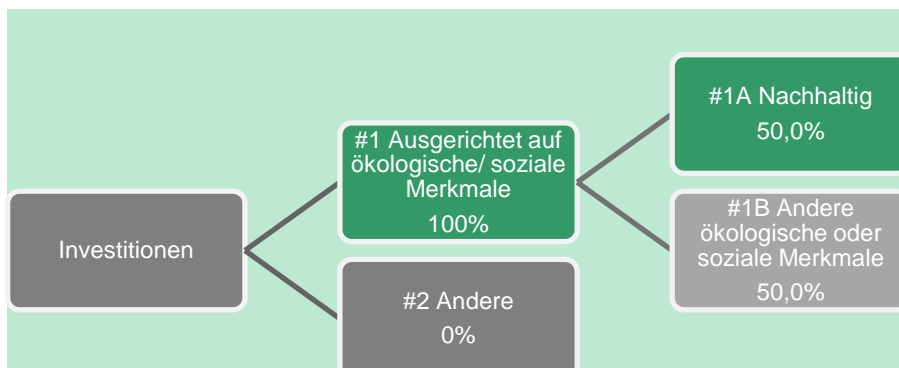 Investitionen
#1 Ausgerichtet auf
ökologische/ soziale
Merkmale
100%
#2 Andere
0%
#1A Nachhaltig
50,0%
#1B Andere
ökologische oder
soziale Merkmale
50,0%